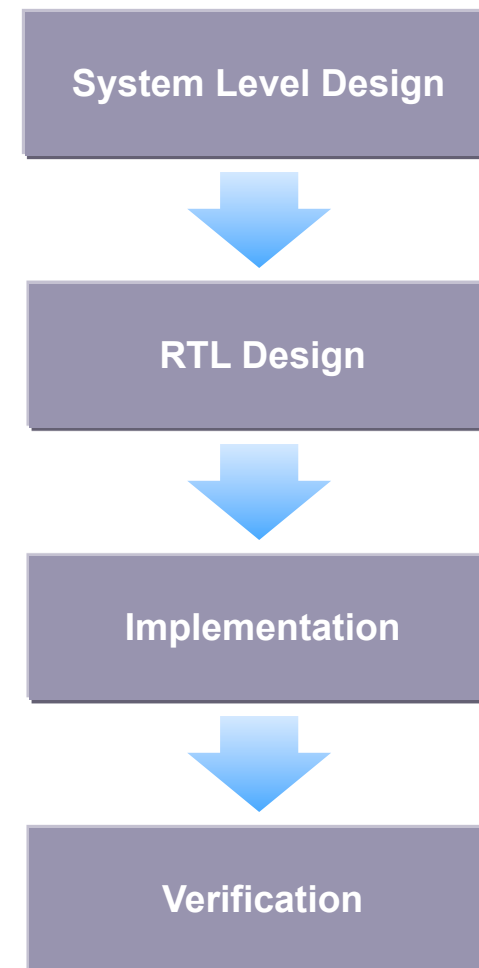 System Level Design
RTL Design
Implementation
Verification